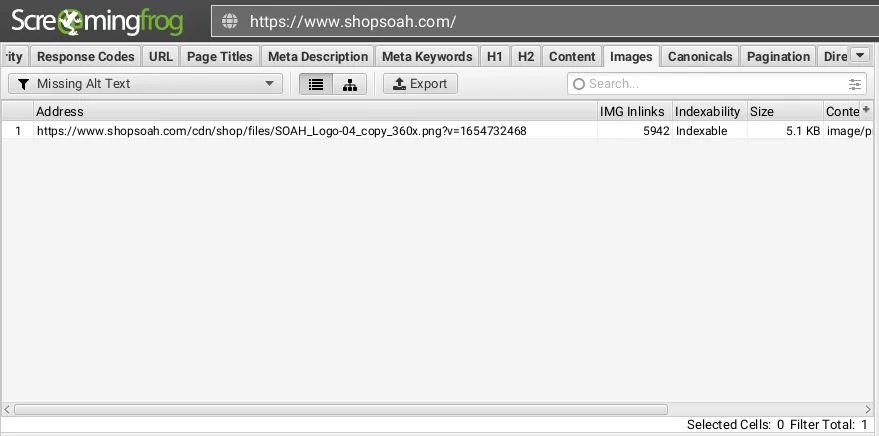 Screamingfrog https://www.shopsoah.com/
rity Response Codes URL Page Titles Meta Description Meta Keywords H1 H2 Content Images Canonicals Pagination Dire
Missing Alt Text Export Search...
Address IMG Inlinks Indexability Size Conte
1 https://www.shopsoah.com/cdn/shop/files/SOAH_Logo-04_copy_360x.png?v=1654732468 5942 Indexable 5.1 KB image/p
Selected Cells: 0 Filter Total: 1